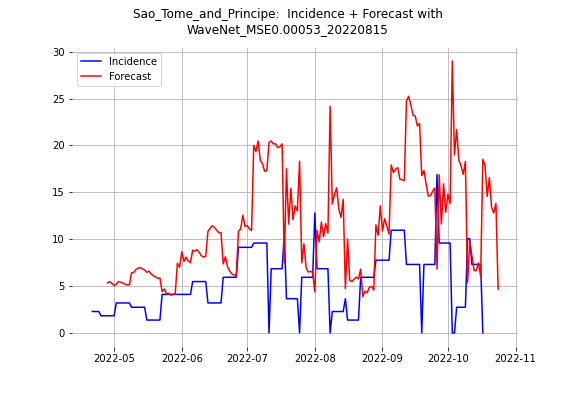 Sao_Tome_and_Principe:  Incidence + Forecast with
WaveNet_MSE0.00053_20220815
Incidence
Forecast
30
25
20
15
10
5
0
2022-05 2022-06 2022-07 2022-08 2022-09 2022-10 2022-11